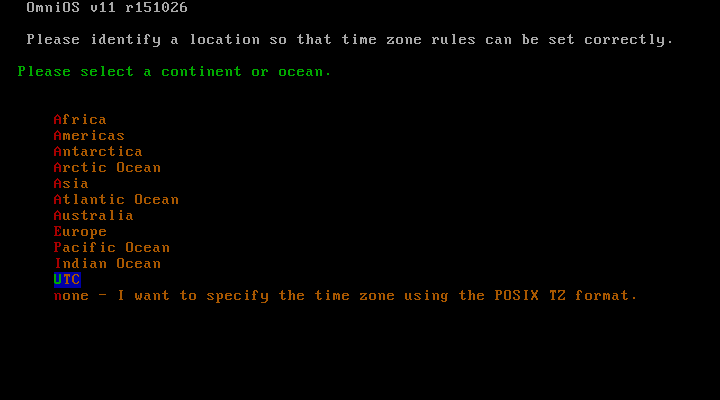 OmniOS v11 r151026
Please identify a location so that time zone rules can be set correctly.
Please select a continent or ocean.
Africa
Americas
Antarctica
Arctic Ocean
Asia
Atlantic Ocean
Australia
Europe
Pacific Ocean
Indian Ocean
UTC
none - I want to specify the time zone using the POSIX TZ format.